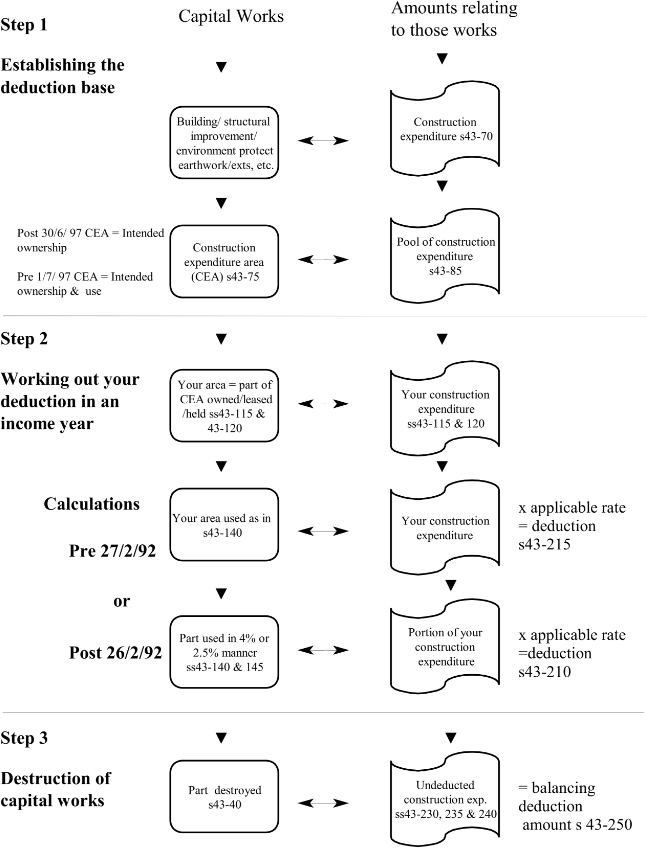 Step 1
Capital Works
Amounts relating
to those works
Establishing the
deduction base
Building/ structural
improvement/
environment protect
earthwork/exts, etc.
Construction
expenditure s43-70
Post 30/6/ 97 CEA = Intended
ownership
Pre 1/7/ 97 CEA = Intended
ownership & use
Construction
expenditure area
(CEA) s43-75
Pool of construction
expenditure
s43-85
Step 2
Working out your
deduction in an
income year
Your area = part of
CEA owned/leased
/held ss43-115 &
43-120
Your construction
expenditure
ss43-115 & 120
Calculations
Pre 27/2/92
Your area used as in
s43-140
Your construction
expenditure
x applicable rate
= deduction
s43-215
or
Post 26/2/92
Part used in 4% or
2.5% manner
ss43-140 & 145
Portion of your
construction
expenditure
x applicable rate
=deduction
s43-210
Step 3
Destruction of
capital works
Part destroyed
s43-40
Undeducted
construction exp.
ss43-230, 235 & 240
= balancing
deduction
amount s 43-250